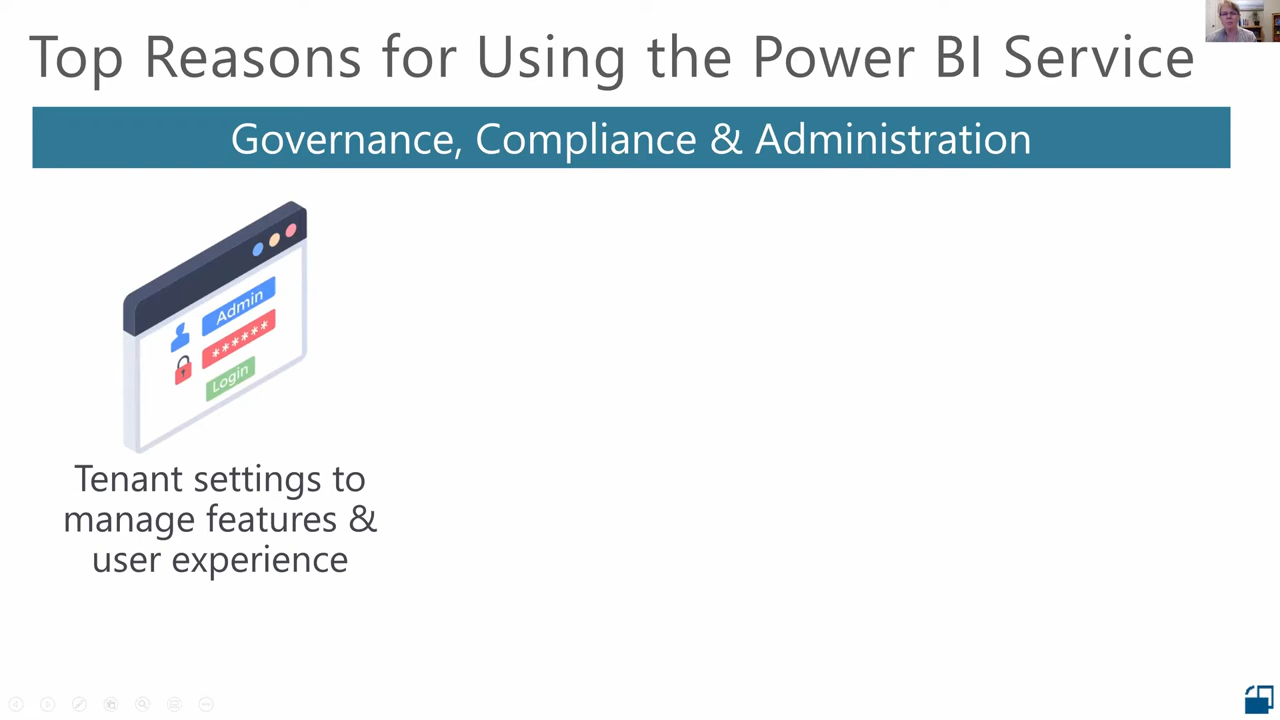 Top Reasons for Using the Power BI Service
Governance, Compliance & Administration
Admin
******
Login
Tenant settings to
manage features &
user experience